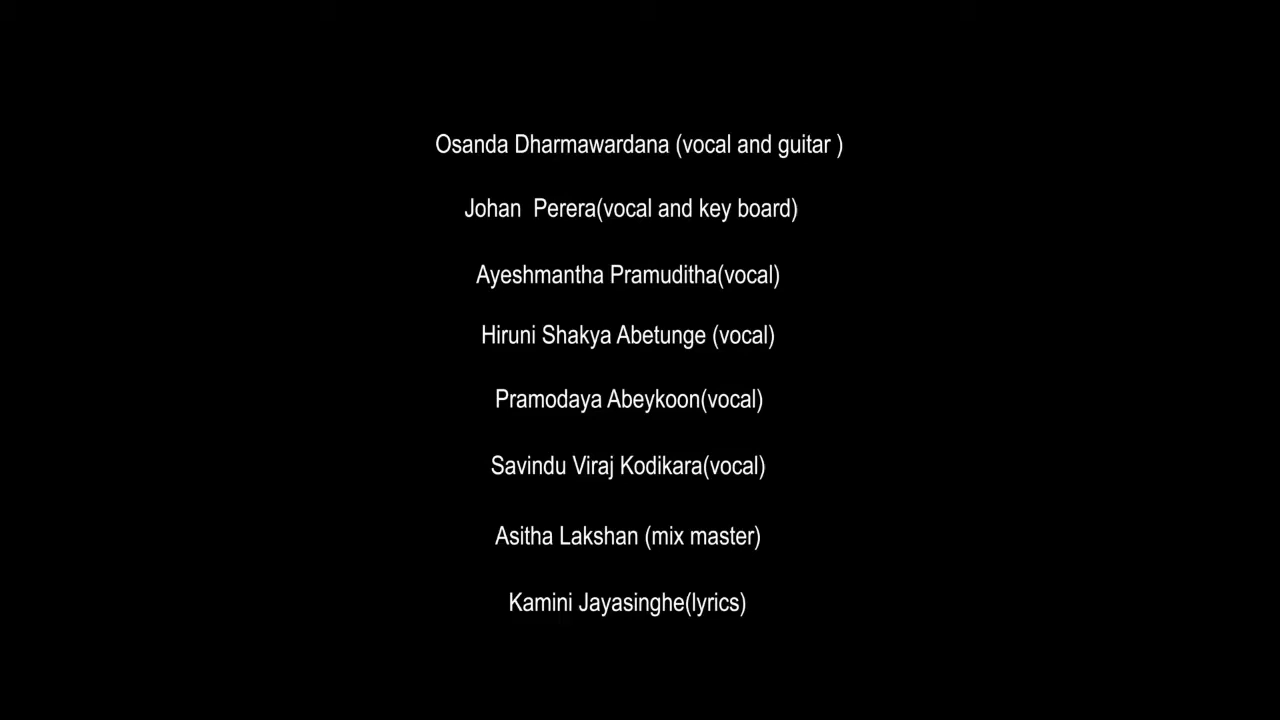 Osanda Dharmawardana (vocal and guitar )
Johan  Perera(vocal and key board)
Ayeshmantha Pramuditha(vocal)
Hiruni Shakya Abetunge (vocal)
Pramodaya Abeykoon(vocal)
Savindu Viraj Kodikara(vocal)
Asitha Lakshan (mix master)
Kamini Jayasinghe(lyrics)